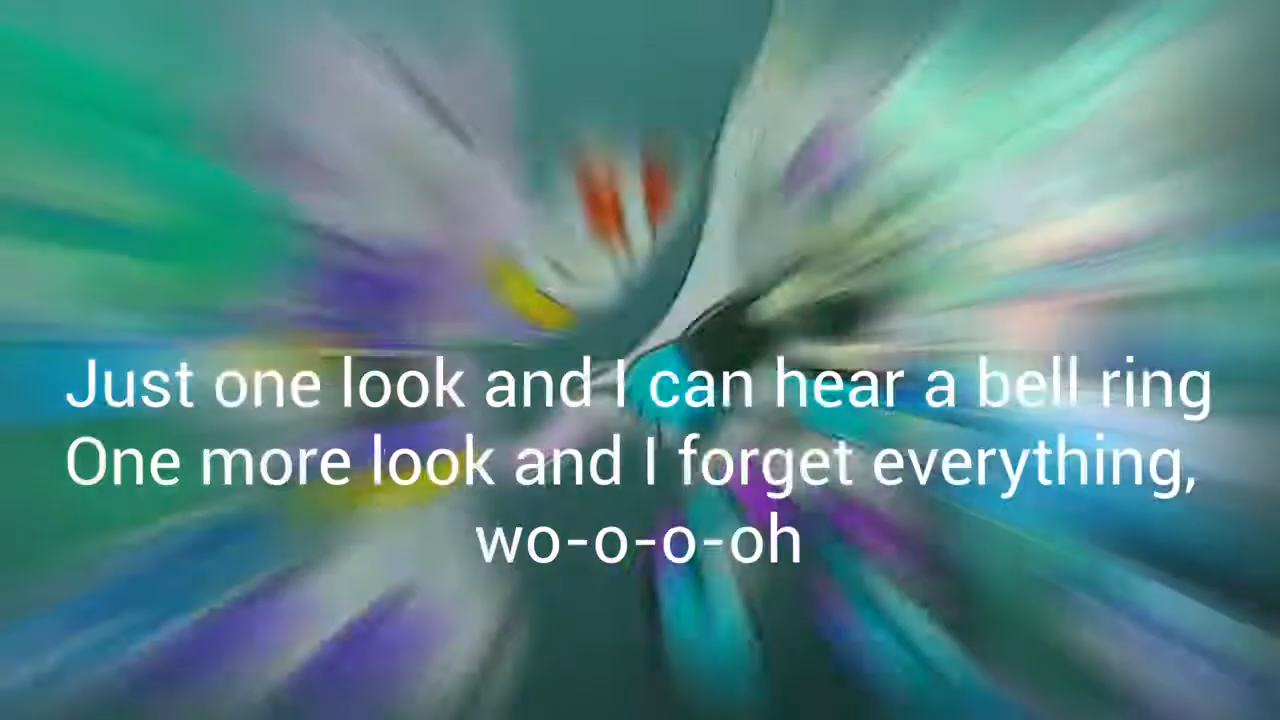 Just one look and I can hear a bell ring
One more look and I forget everything,
wo-o-o-oh